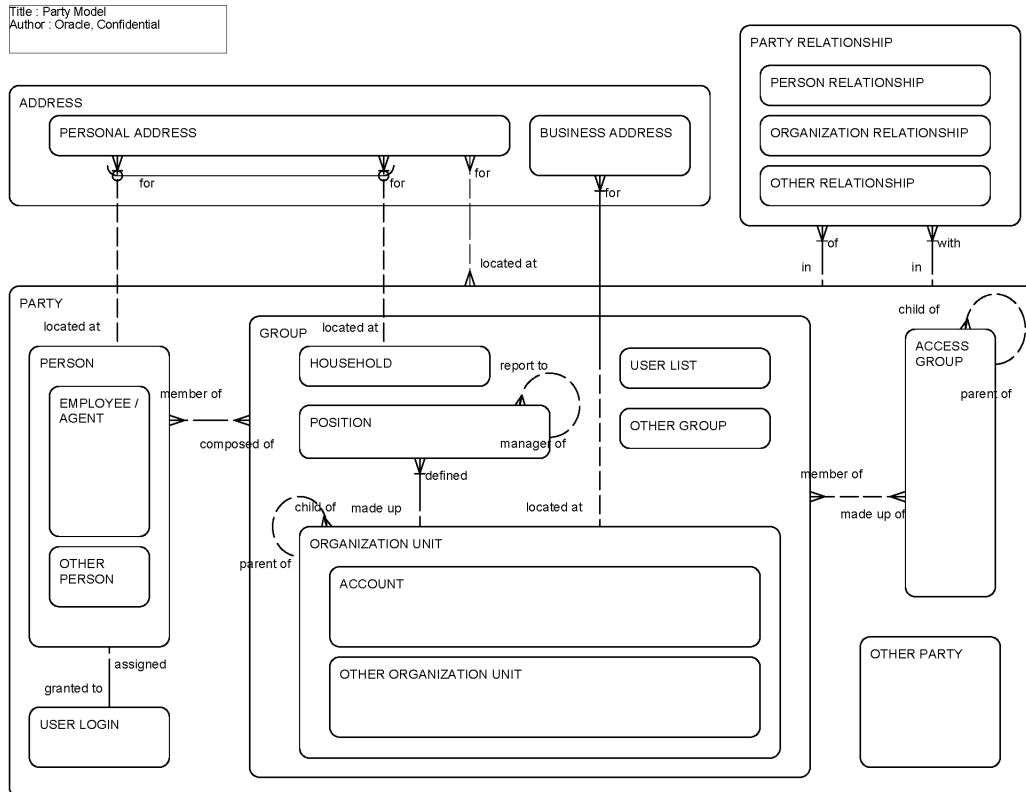 Title : Party Model
Author : Oracle, Confidential
PARTY RELATIONSHIP
PERSON RELATIONSHIP
ORGANIZATION RELATIONSHIP
OTHER RELATIONSHIP
ADDRESS
PERSONAL ADDRESS
BUSINESS ADDRESS
for
for
for
for
of
with
in
in
located at
PARTY
located at
located at
GROUP
child of
PERSON
HOUSEHOLD
report to
USER LIST
ACCESS
GROUP
parent of
EMPLOYEE /
AGENT
member of
composed of
POSITION
manager of
OTHER GROUP
defined
member of
made up of
child of
made up
located at
parent of
ORGANIZATION UNIT
OTHER
PERSON
ACCOUNT
assigned
granted to
OTHER ORGANIZATION UNIT
OTHER PARTY
USER LOGIN